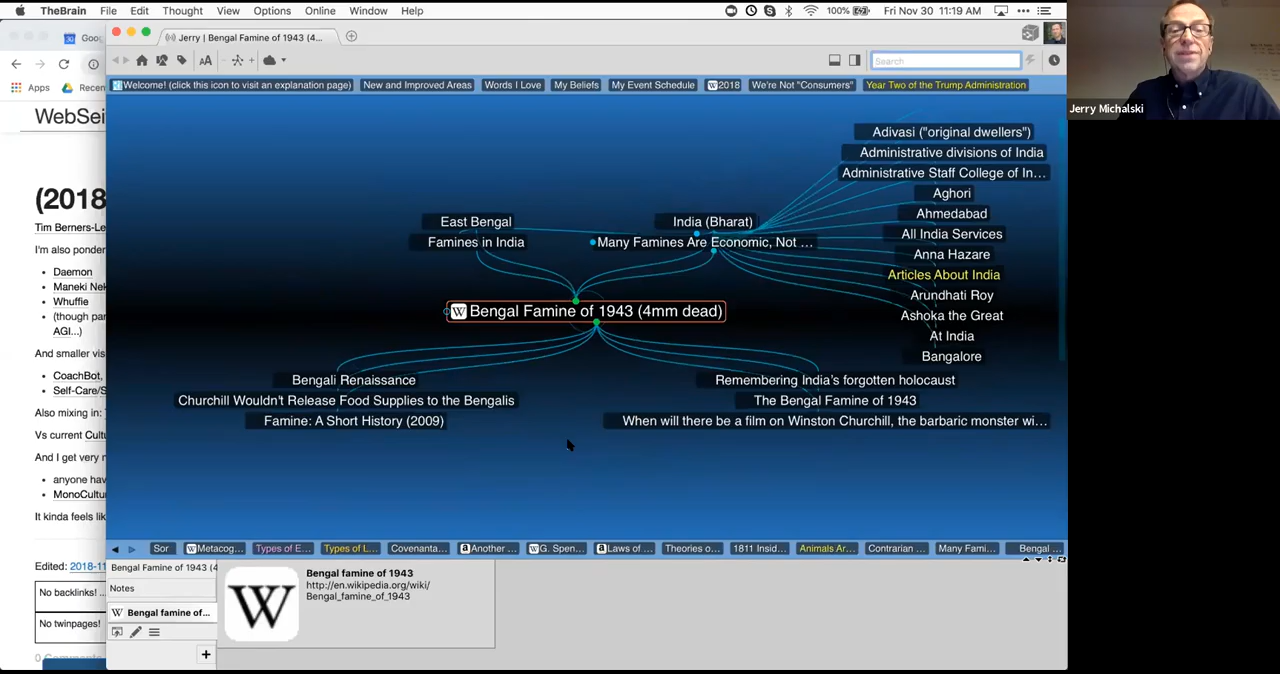 TheBrain File Edit Thought View Options Online Window Help 100% Fri Nov 30 11:19 AM
Goo
Jerry | Bengal Famine of 1943 (4...
AA
Search
Apps
Recen
Welcome! (click this icon to visit an explanation page) New and Improved Areas Words I Love My Beliefs My Event Schedule 2018 We're Not "Consumers" Year Two of the Trump Administration
Jerry Michalski
WebSei
(2018
Tim Berners-Le
I'm also ponder
Daemon
Maneki Nek
Whuffie
(though par
AGI...)
And smaller vis
CoachBot,
Self-Care/S
Also mixing in:
Vs current Cultu
And I get very n
anyone hav
MonoCultu
It kinda feels lik
Edited: 2018-11
No backlinks! ..
No twinpages!
0 Comments
Adivasi ("original dwellers")
Administrative divisions of India
Administrative Staff College of In...
Aghori
Ahmedabad
All India Services
Anna Hazare
Articles About India
Arundhati Roy
Ashoka the Great
At India
Bangalore
East Bengal
Famines in India
India (Bharat)
Many Famines Are Economic, Not ...
W Bengal Famine of 1943 (4mm dead)
Bengali Renaissance
Churchill Wouldn't Release Food Supplies to the Bengalis
Famine: A Short History (2009)
Remembering India's forgotten holocaust
The Bengal Famine of 1943
When will there be a film on Winston Churchill, the barbaric monster wi...
Sor Metacog... Types of E... Types of L... Covenanta... Another ... G. Spen... Laws of ... Theories o... 1811 Insid... Animals Ar... Contrarian ... Many Fami... Bengal ...
Bengal Famine of 1943 (4
Notes
W Bengal famine of...
W
Bengal famine of 1943
http://en.wikipedia.org/wiki/
Bengal_famine_of_1943